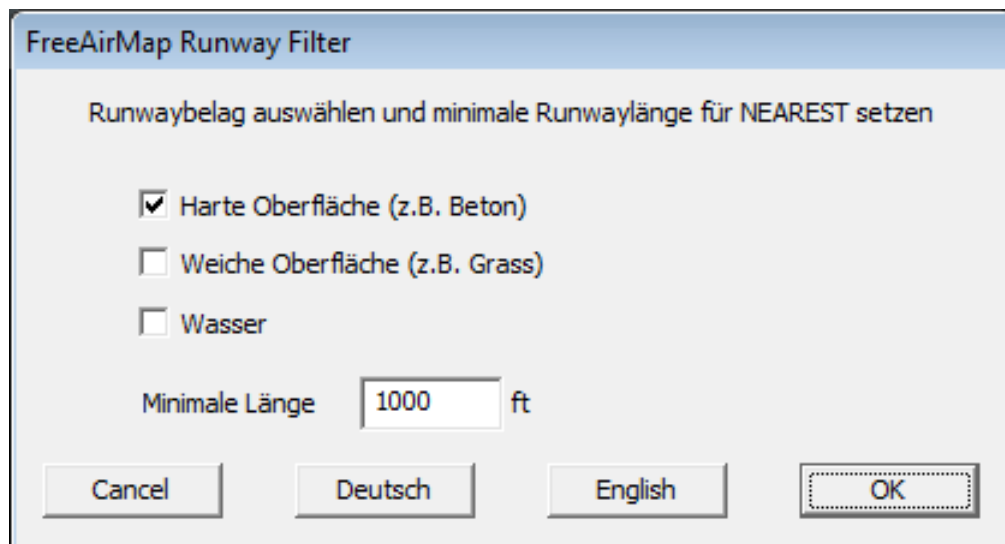 FreeAirMap Runway Filter
Runwaybelag auswählen und minimale Runwaylänge für NEAREST setzen
Harte Oberfläche (z.B. Beton)
Weiche Oberfläche (z.B. Grass)
Wasser
Minimale Länge 1000 ft
Cancel Deutsch English OK